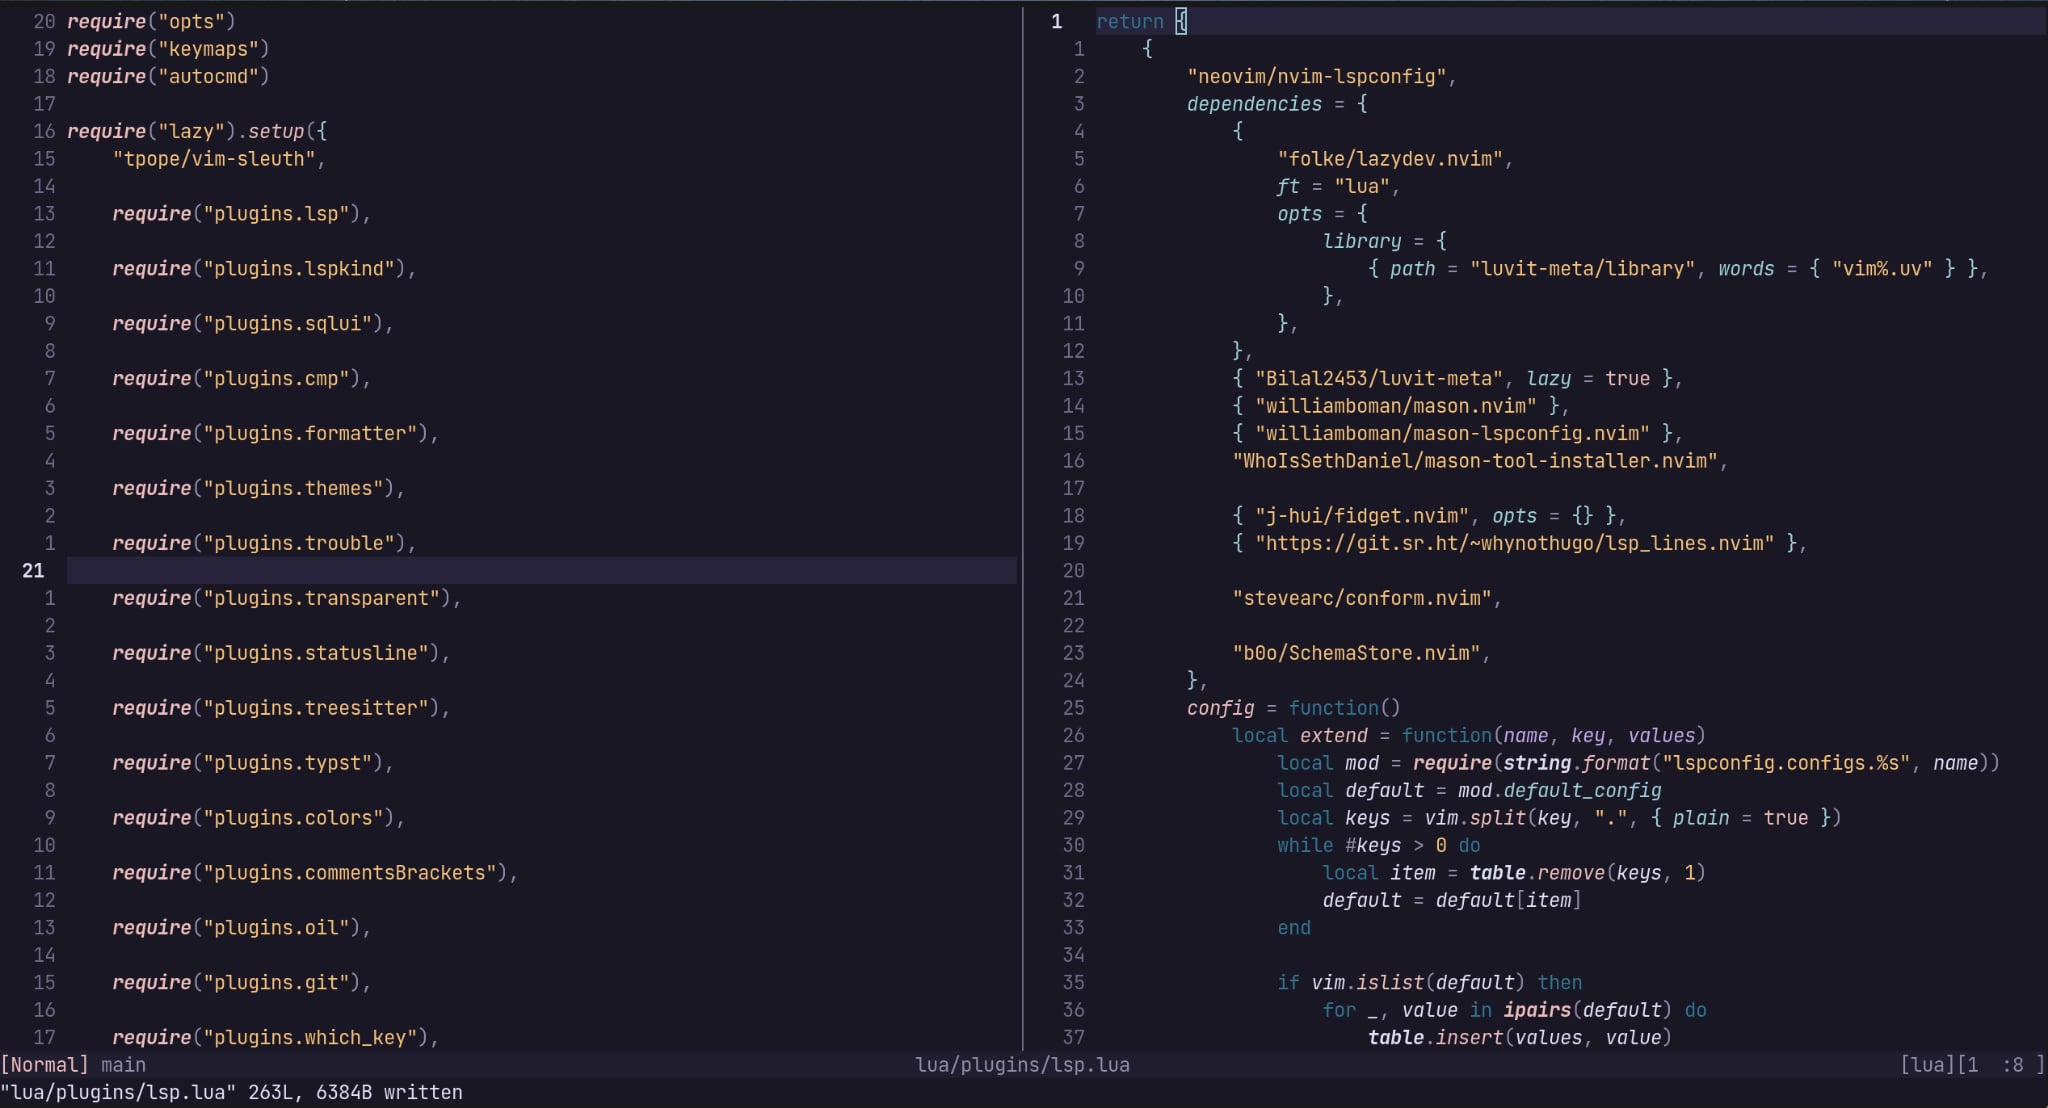 20 require("opts")
19 require("keymaps")
18 require("autocmd")
17
16 require("lazy").setup({
15     "tpope/vim-sleuth",
14
13     require("plugins.lsp"),
12
11     require("plugins.lspkind"),
10
9     require("plugins.sqlui"),
8
7     require("plugins.cmp"),
6
5     require("plugins.formatter"),
4
3     require("plugins.themes"),
2
1     require("plugins.trouble"),
21
1     require("plugins.transparent"),
2
3     require("plugins.statusline"),
4
5     require("plugins.treesitter"),
6
7     require("plugins.typst"),
8
9     require("plugins.colors"),
10
11     require("plugins.commentsBrackets"),
12
13     require("plugins.oil"),
14
15     require("plugins.git"),
16
17     require("plugins.which_key"),
1 return {
1     {
2         "neovim/nvim-lspconfig",
3         dependencies = {
4             {
5                 "folke/lazydev.nvim",
6                 ft = "lua",
7                 opts = {
8                     library = {
9                         { path = "luvit-meta/library", words = { "vim%.uv" } },
10                     },
11                 },
12             },
13             { "Bilal2453/luvit-meta", lazy = true },
14             { "williamboman/mason.nvim" },
15             { "williamboman/mason-lspconfig.nvim" },
16             "WhoIsSethDaniel/mason-tool-installer.nvim",
17
18             { "j-hui/fidget.nvim", opts = {} },
19             { "https://git.sr.ht/~whynothugo/lsp_lines.nvim" },
20
21             "stevearc/conform.nvim",
22
23             "b0o/SchemaStore.nvim",
24         },
25         config = function()
26             local extend = function(name, key, values)
27                 local mod = require(string.format("lspconfig.configs.%s", name))
28                 local default = mod.default_config
29                 local keys = vim.split(key, ".", { plain = true })
30                 while #keys > 0 do
31                     local item = table.remove(keys, 1)
32                     default = default[item]
33                 end
34
35                 if vim.islist(default) then
36                     for _, value in ipairs(default) do
37                         table.insert(values, value)
[Normal] main lua/plugins/lsp.lua [lua][1  :8 ]
"lua/plugins/lsp.lua" 263L, 6384B written